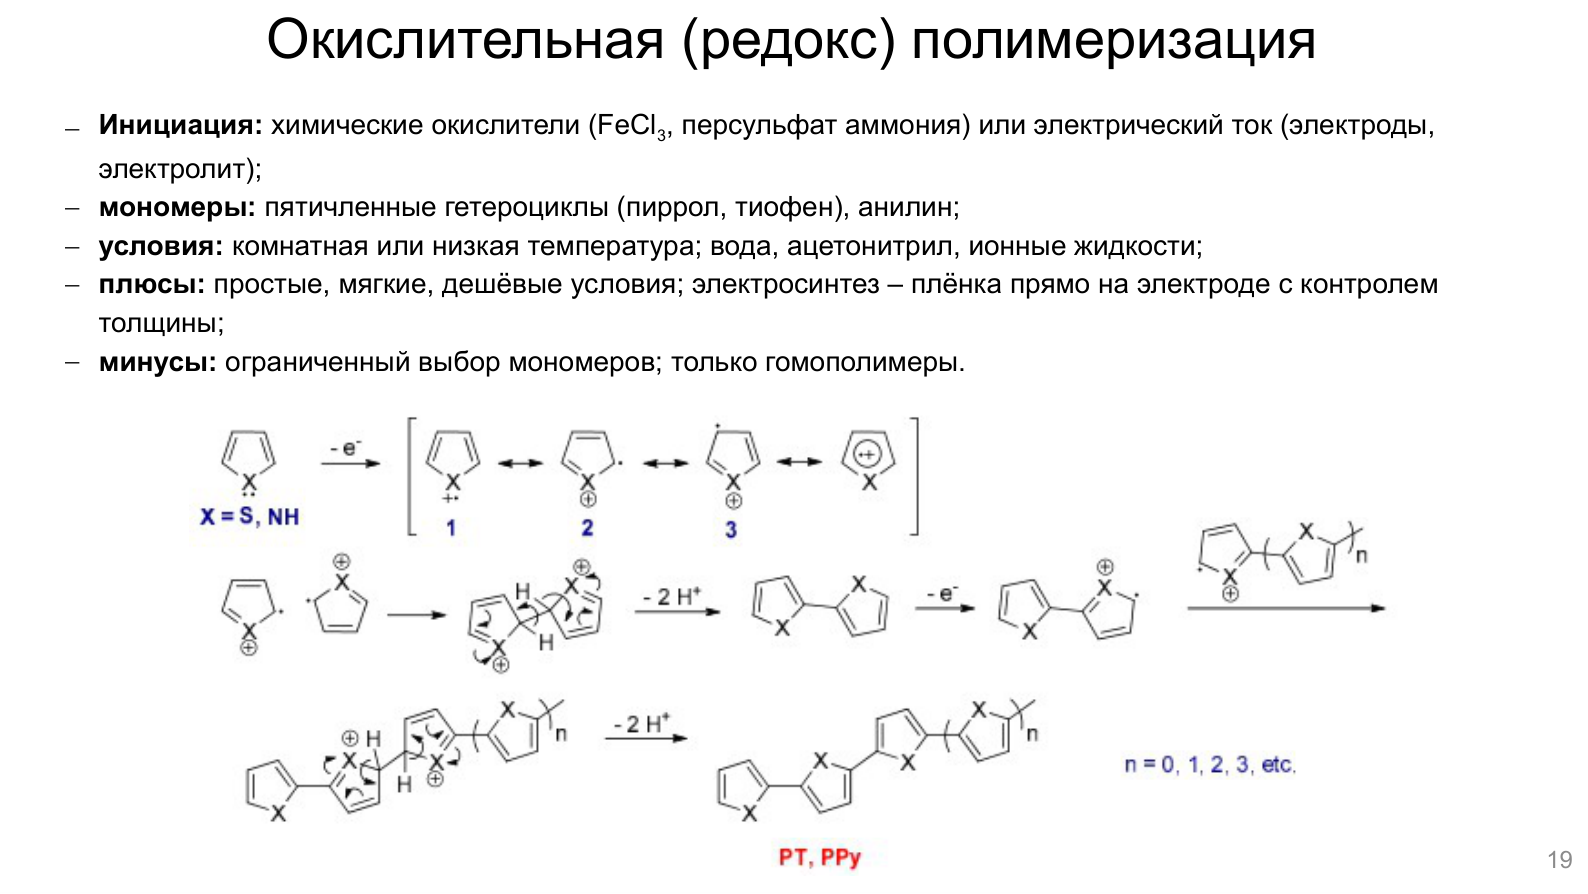 Окислительная (редокс) полимеризация
– Инициация: химические окислители (FeCl3, персульфат аммония) или электрический ток (электроды,
электролит);
– мономеры: пятичленные гетероциклы (пиррол, тиофен), анилин;
– условия: комнатная или низкая температура; вода, ацетонитрил, ионные жидкости;
– плюсы: простые, мягкие, дешёвые условия; электросинтез – плёнка прямо на электроде с контролем
толщины;
– минусы: ограниченный выбор мономеров; только гомополимеры.
- e-
X X X X X
+• ⊕ ⊕
X = S, NH
1 2 3
⊕ ⊕ ⊕ X n
X H X X X X ⊕
- 2 H+ - e-
X X H X X
⊕ ⊕
X n X n
⊕ H - 2 H+
X X X X
H ⊕ n = 0, 1, 2, 3, etc.
X X
PT, PPy
19